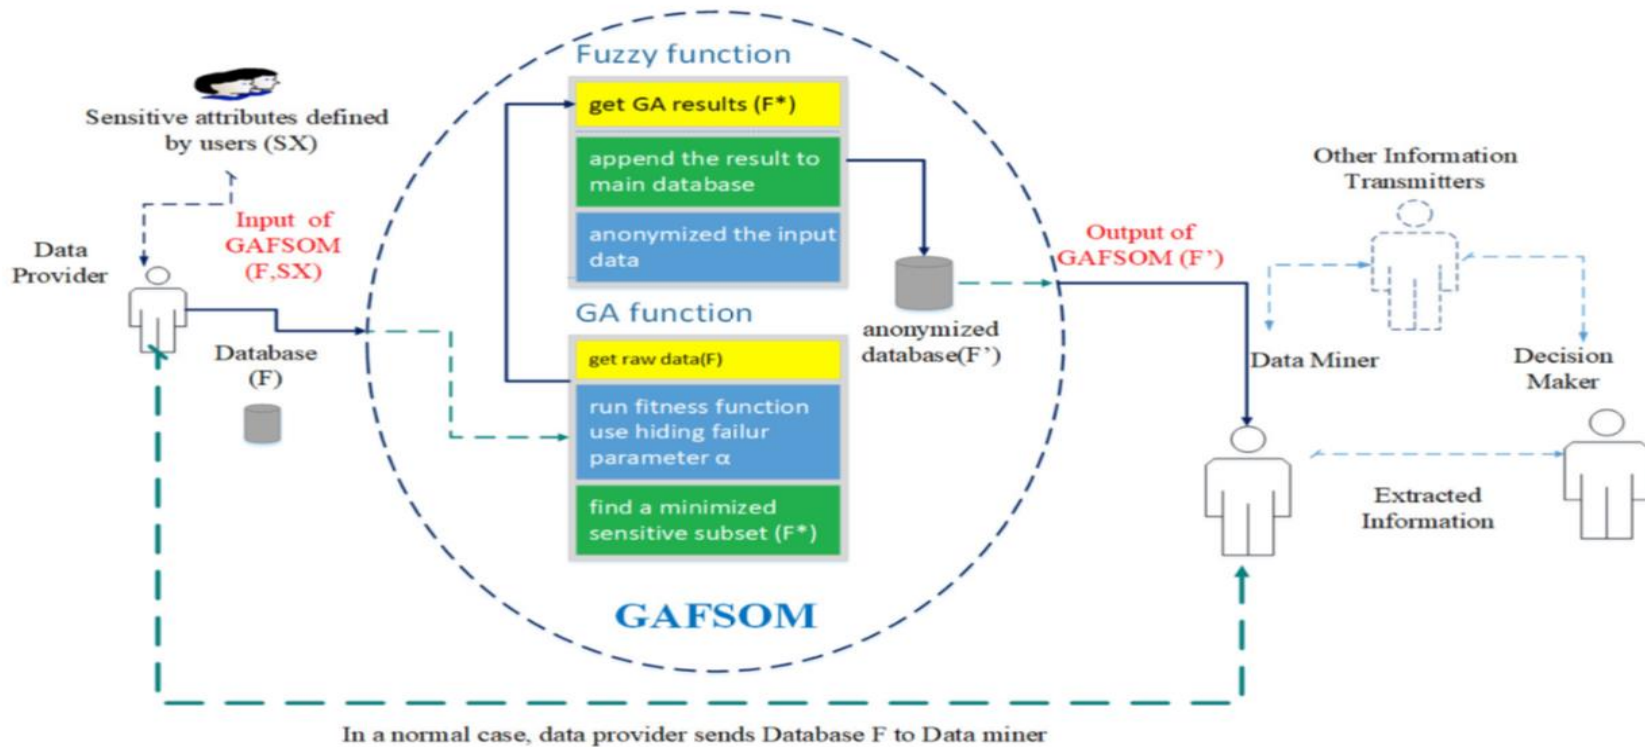 Sensitive attributes defined
by users (SX)
Data
Provider
Input of
GAFSOM
(F,SX)
Database
(F)
Fuzzy function
get GA results (F*)
append the result to
main database
anonymized the input
data
GA function
get raw data(F)
run fitness function
use hiding failur
parameter α
find a minimized
sensitive subset (F*)
GAFSOM
anonymized
database(F’)
Output of
GAFSOM (F’)
Other Information
Transmitters
Data Miner
Decision
Maker
Extracted
Information
In a normal case, data provider sends Database F to Data miner